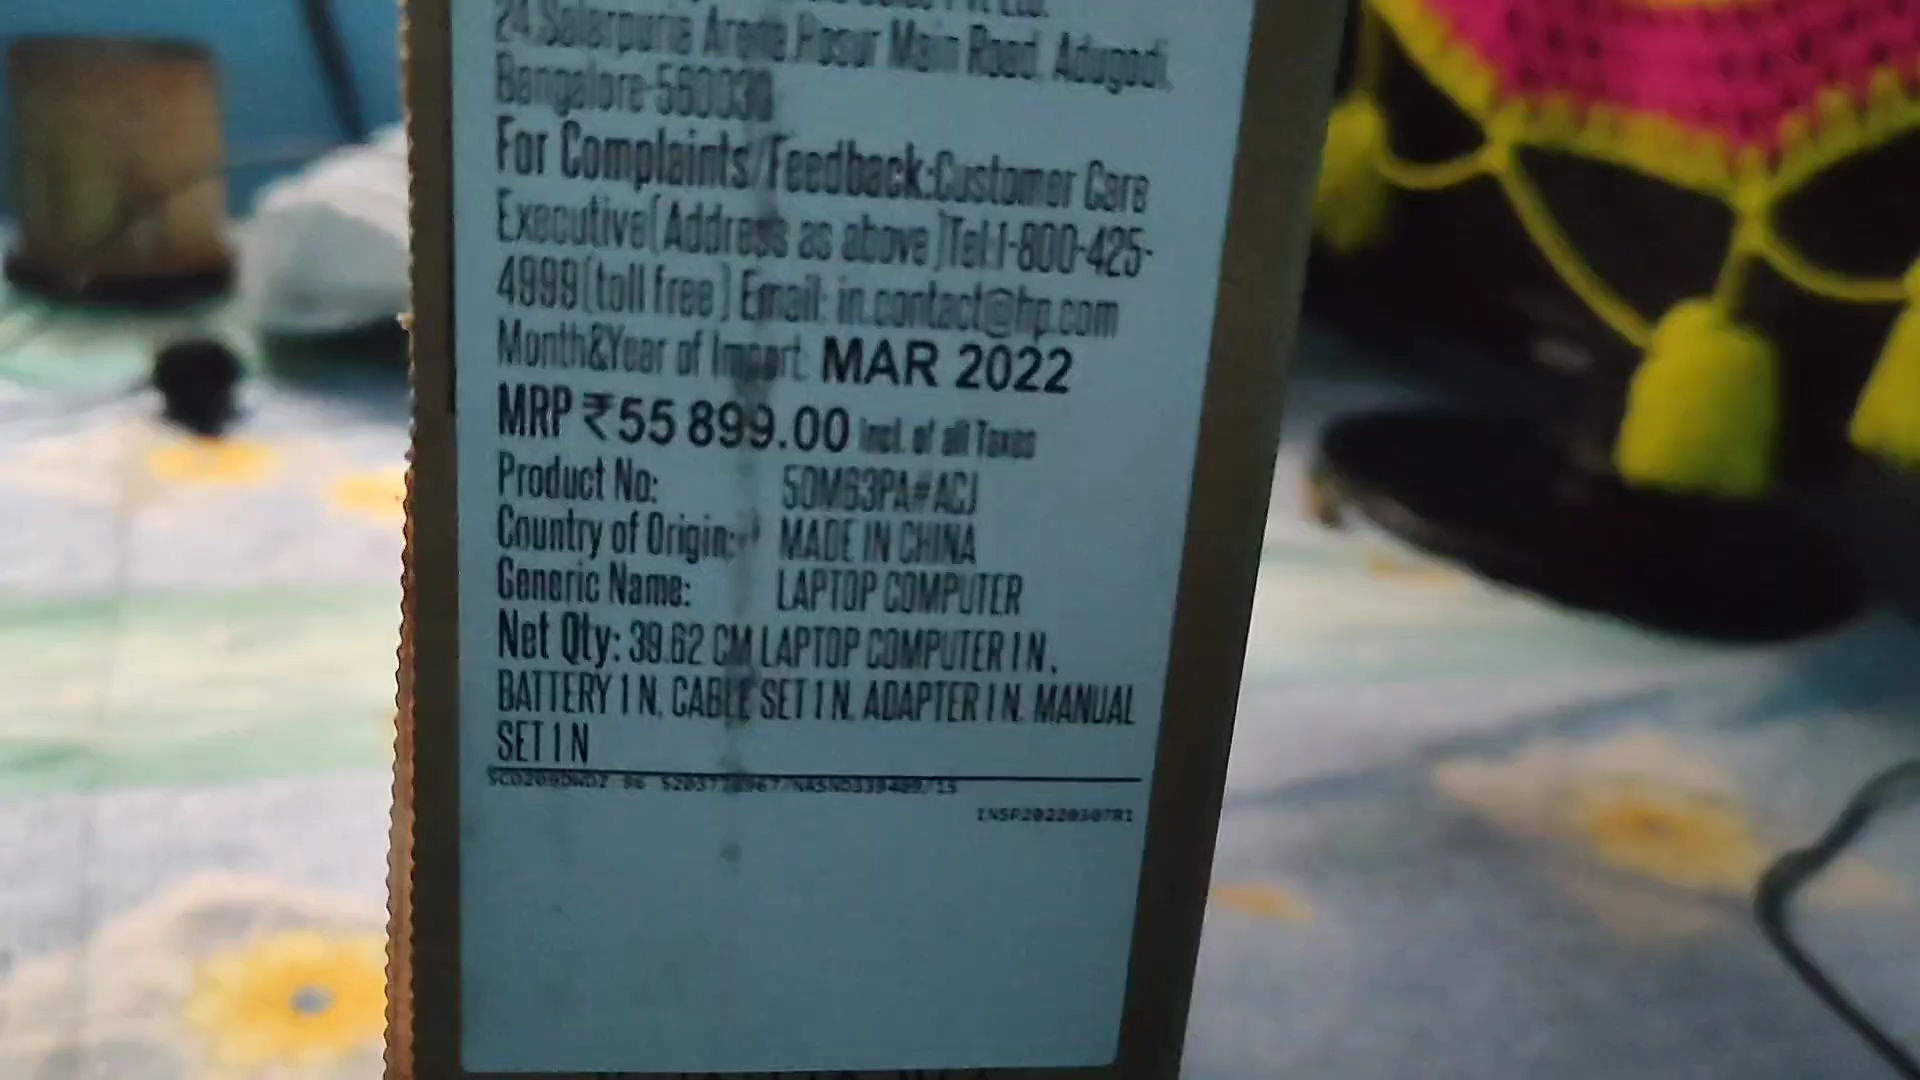 24,Salarpuria Arena,Hosur Main Road, Adugodi,
Bangalore-560030
For Complaints/Feedback:Customer Care
Executive(Address as above)Tel:1-800-425-
4999(toll free) Email: in.contact@hp.com
Month&Year of Import: MAR 2022
MRP ₹55 899.00 incl. of all Taxes
Product No: 50M63PA#ACJ
Country of Origin: MADE IN CHINA
Generic Name: LAPTOP COMPUTER
Net Qty: 39.62 CM LAPTOP COMPUTER 1 N,
BATTERY 1 N, CABLE SET 1 N, ADAPTER 1 N, MANUAL
SET 1 N
INSP20220307R1